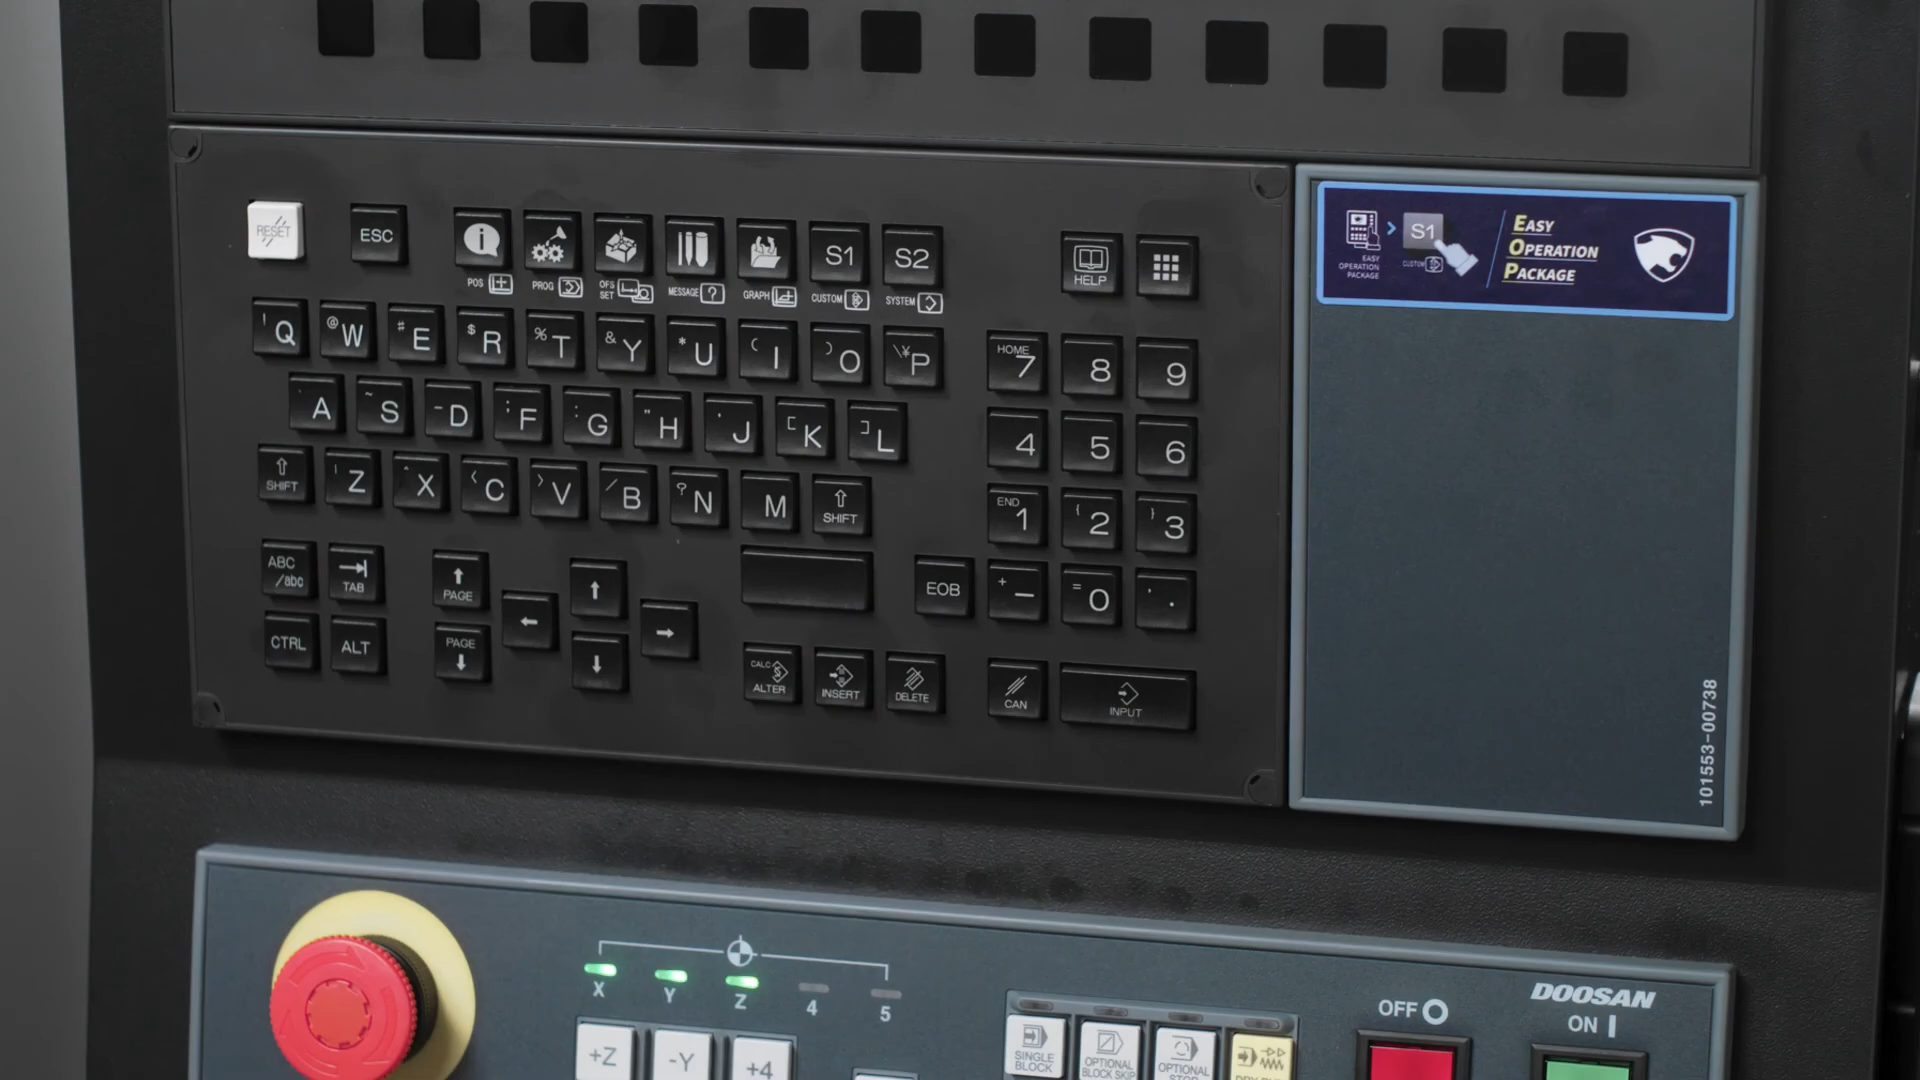 RESET ESC S1 S2 HELP
POS PROG OFS SET MESSAGE ? GRAPH CUSTOM SYSTEM
! Q @ W # E $ R % T & Y * U ( I ) O \¥ P HOME 7 8 9
A ~ S - D ; F : G " H ' J [ K ] L 4 5 6
SHIFT Z ^ X < C > V / B ? N M SHIFT END 1 { 2 } 3
ABC /abc TAB PAGE EOB + - = 0 .
CTRL ALT PAGE CALC ALTER INSERT DELETE CAN INPUT
EASY OPERATION PACKAGE
S1
CUSTOM
EASY
OPERATION
PACKAGE
101553-00738
X Y Z 4 5
+Z -Y +4
SINGLE BLOCK
OPTIONAL BLOCK SKIP
OPTIONAL
OFF
DOOSAN
ON